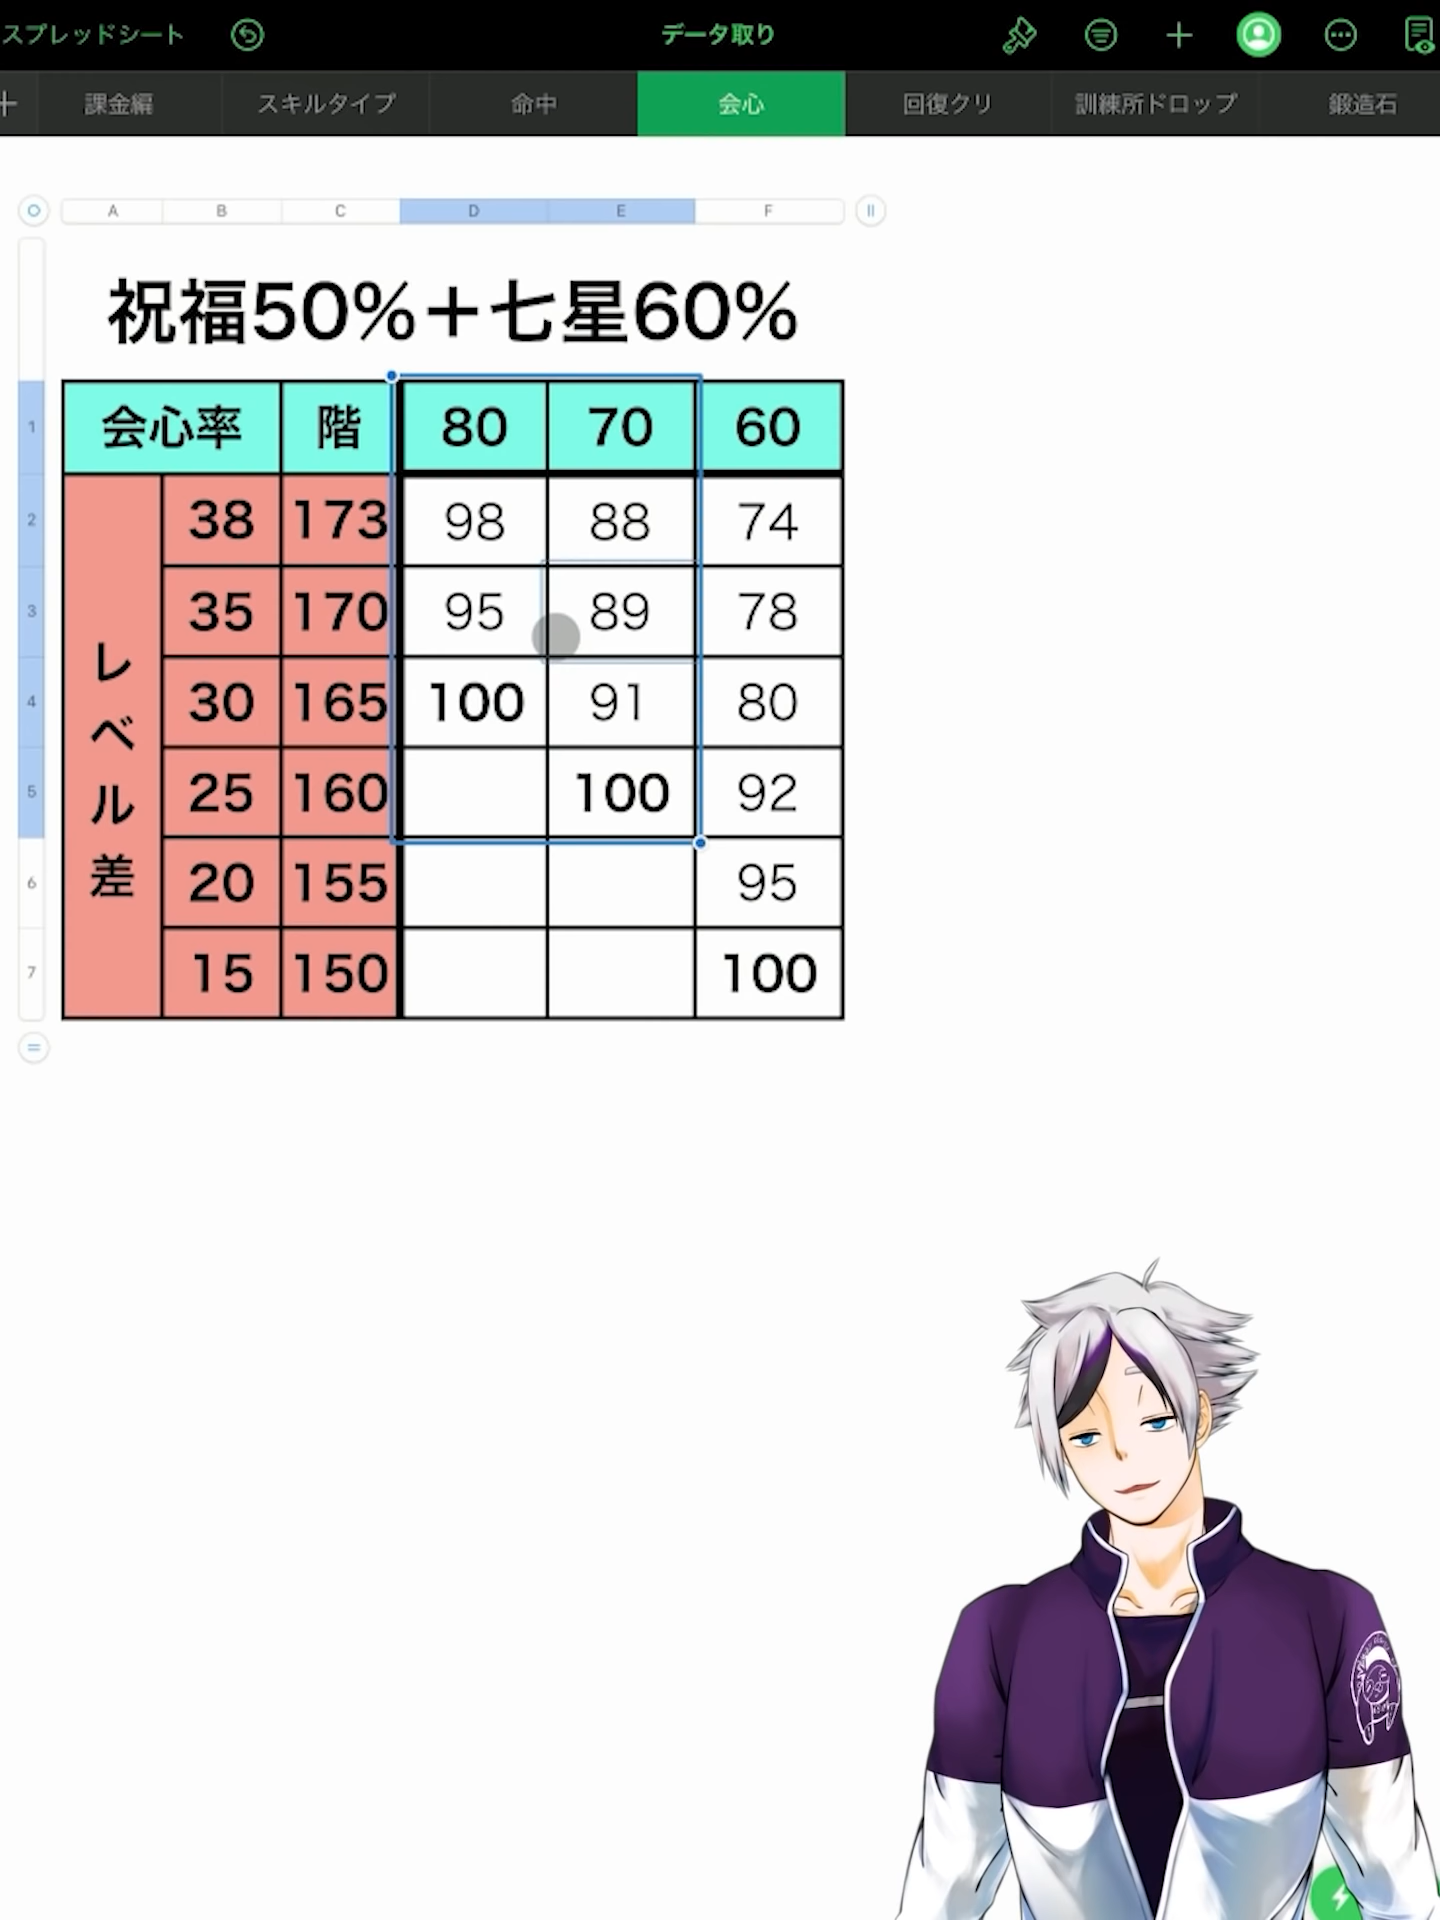 スプレッドシート データ取り
課金編 スキルタイプ 命中 会心 回復クリ 訓練所ドロップ 鍛造石
A B C D E F
祝福50%＋七星60%
1 会心率 階 80 70 60
2 38 173 98 88 74
3 35 170 95 89 78
4 30 165 100 91 80
5 25 160 100 92
6 20 155 95
7 15 150 100
レベル差